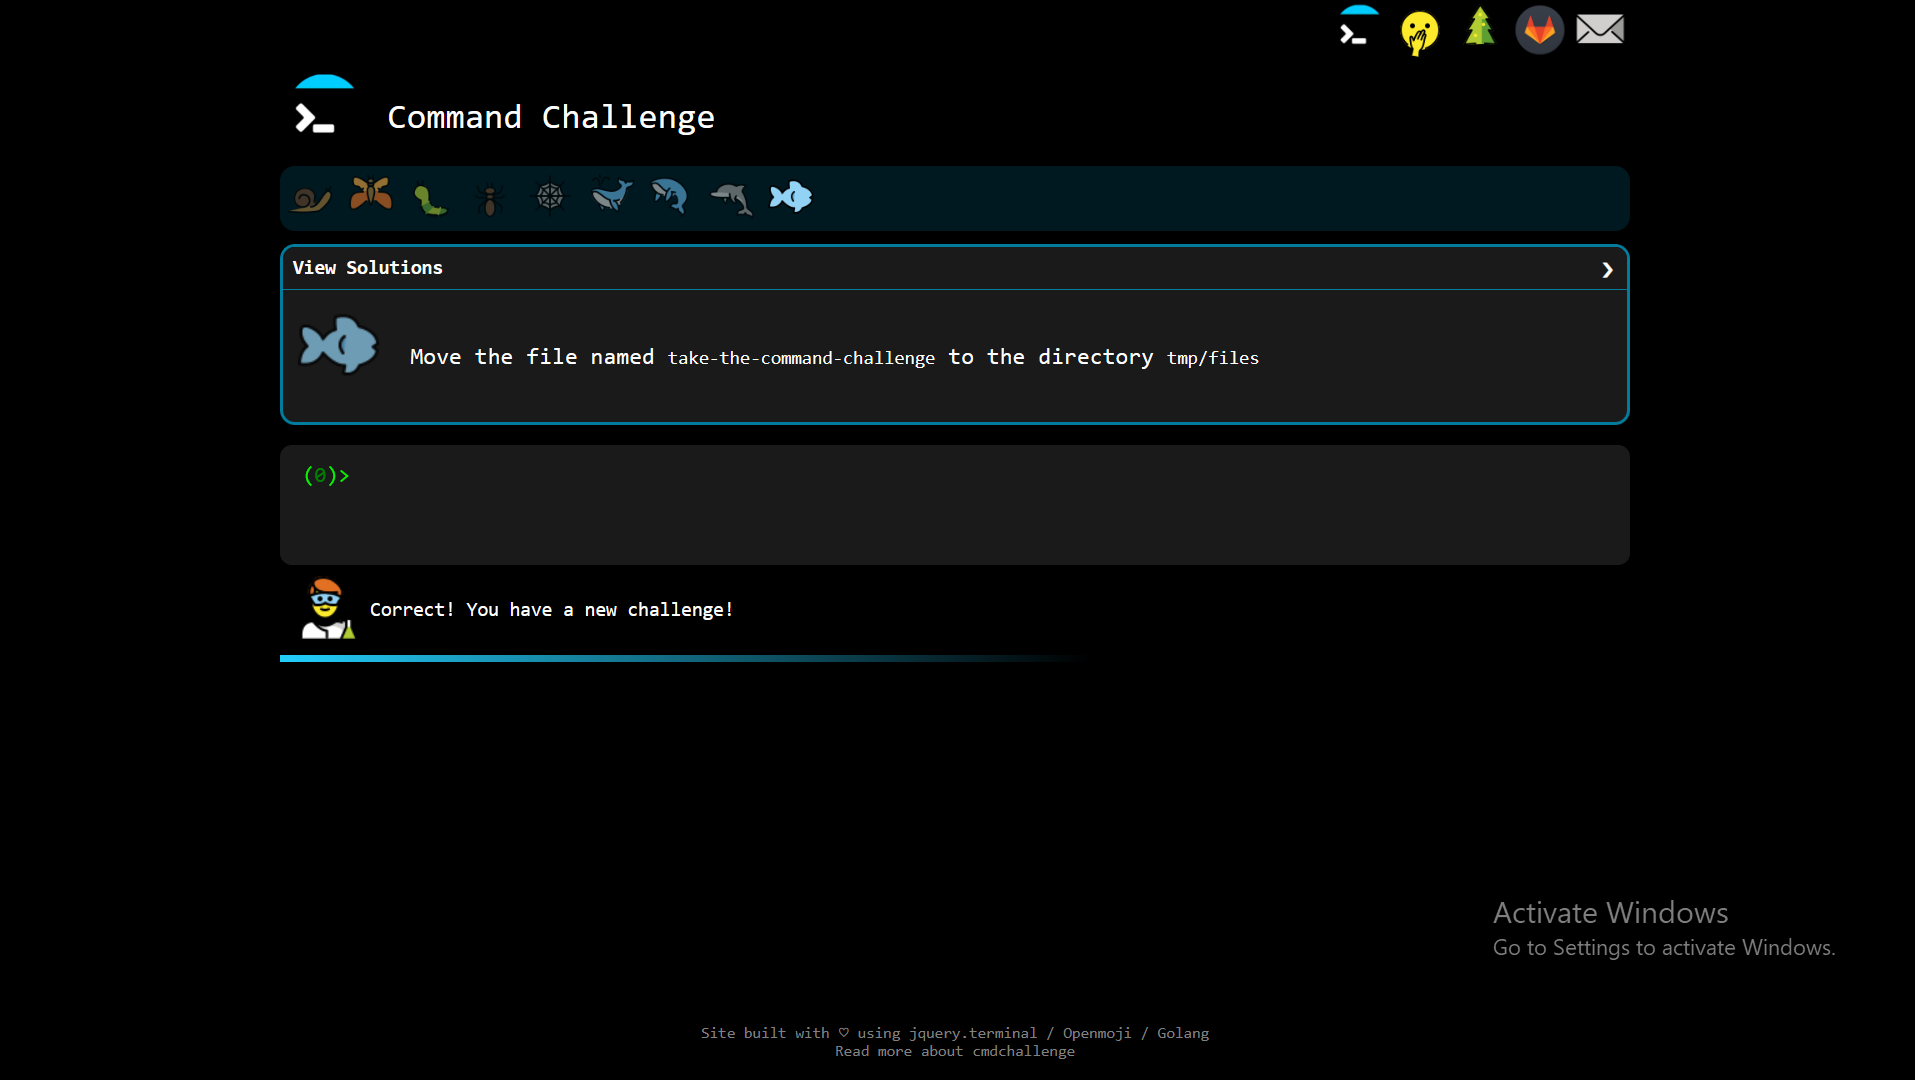 Command Challenge
View Solutions
Move the file named take-the-command-challenge to the directory tmp/files
(0)>
Correct! You have a new challenge!
Activate Windows
Go to Settings to activate Windows.
Site built with ♡ using jquery.terminal / Openmoji / Golang
Read more about cmdchallenge